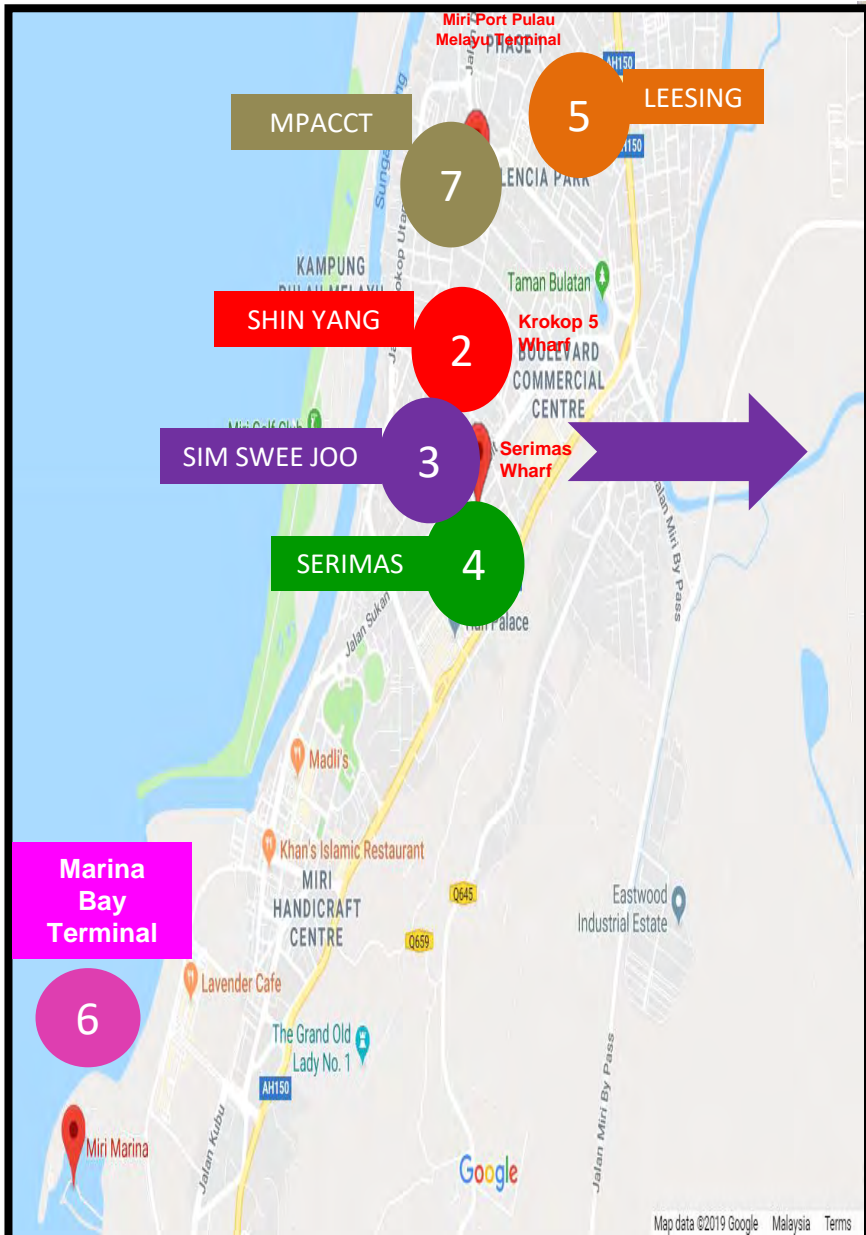 Miri Port Pulau
Melayu Terminal
PHASE 1
AH150
LEESING
5
MPACCT
AH150
7
LENCIA PARK
Sungai
KAMPUNG
Taman Bulatan
SHIN YANG
2
Krokop 5
Wharf
BOULEVARD
COMMERCIAL
CENTRE
Miri Golf Club
SIM SWEE JOO
3
Serimas
Wharf
Jalan Miri By Pass
SERIMAS
4
Palace
Jalan Sukan
Madli's
Khan's Islamic Restaurant
MIRI
HANDICRAFT
CENTRE
Q645
Q659
Eastwood
Industrial Estate
Marina
Bay
Terminal
Lavender Cafe
6
The Grand Old
Lady No. 1
AH150
Miri Marina
Jalan Kubu
Jalan Miri By Pass
Google
Map data ©2019 Google Malaysia Terms